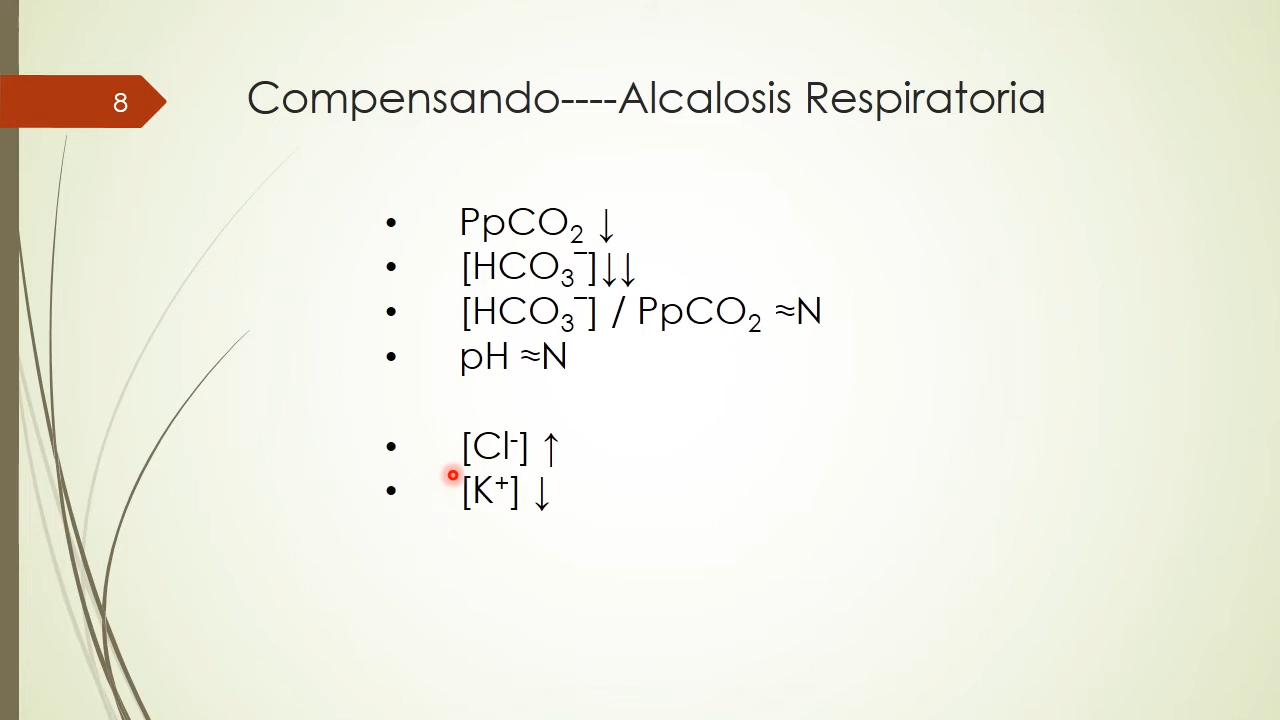 8
Compensando----Alcalosis Respiratoria
• PpCO₂ ↓
• [HCO₃⁻]↓↓
• [HCO₃⁻] / PpCO₂ ≈N
• pH ≈N
• [Cl⁻] ↑
• [K⁺] ↓